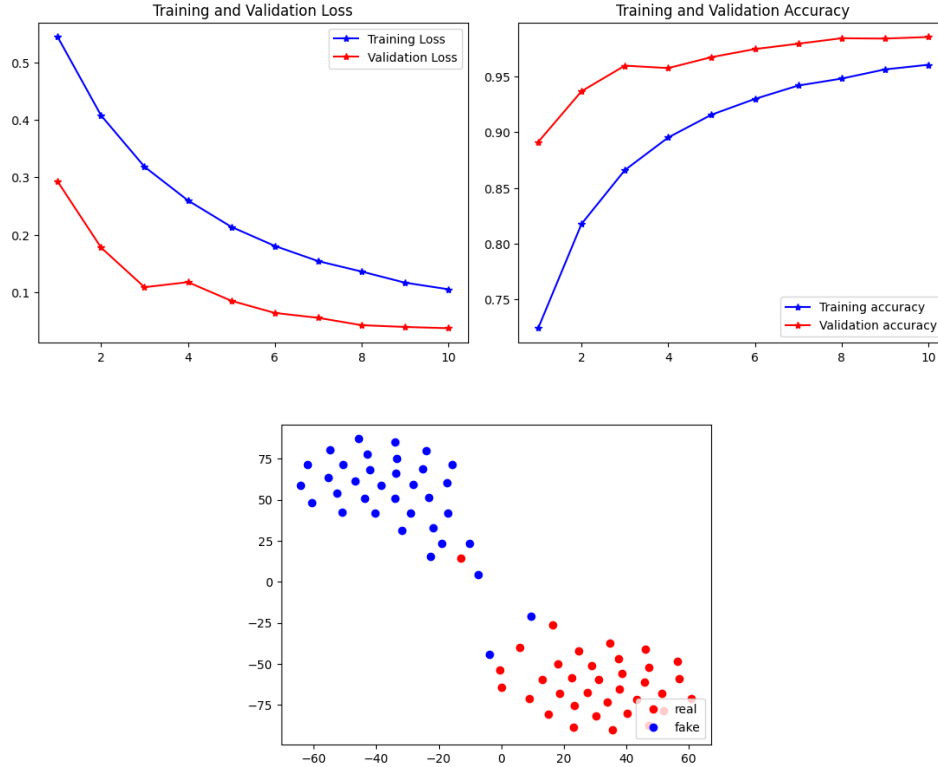 Training and Validation Loss
Training Loss
Validation Loss
0.5
0.4
0.3
0.2
0.1
2 4 6 8 10
Training and Validation Accuracy
0.95
0.90
0.85
0.80
0.75
Training accuracy
Validation accuracy
2 4 6 8 10
75
50
25
0
−25
−50
−75
real
fake
−60 −40 −20 0 20 40 60